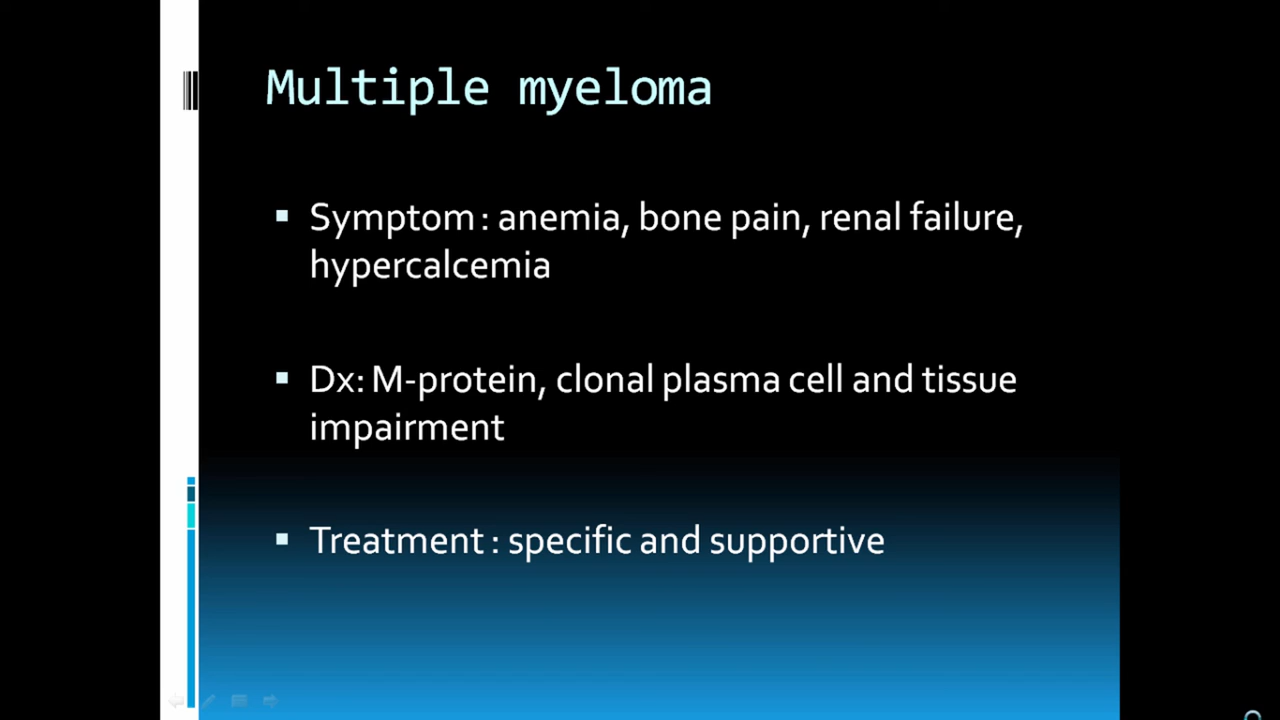 Multiple myeloma
Symptom : anemia, bone pain, renal failure,
hypercalcemia
Dx: M-protein, clonal plasma cell and tissue
impairment
Treatment : specific and supportive